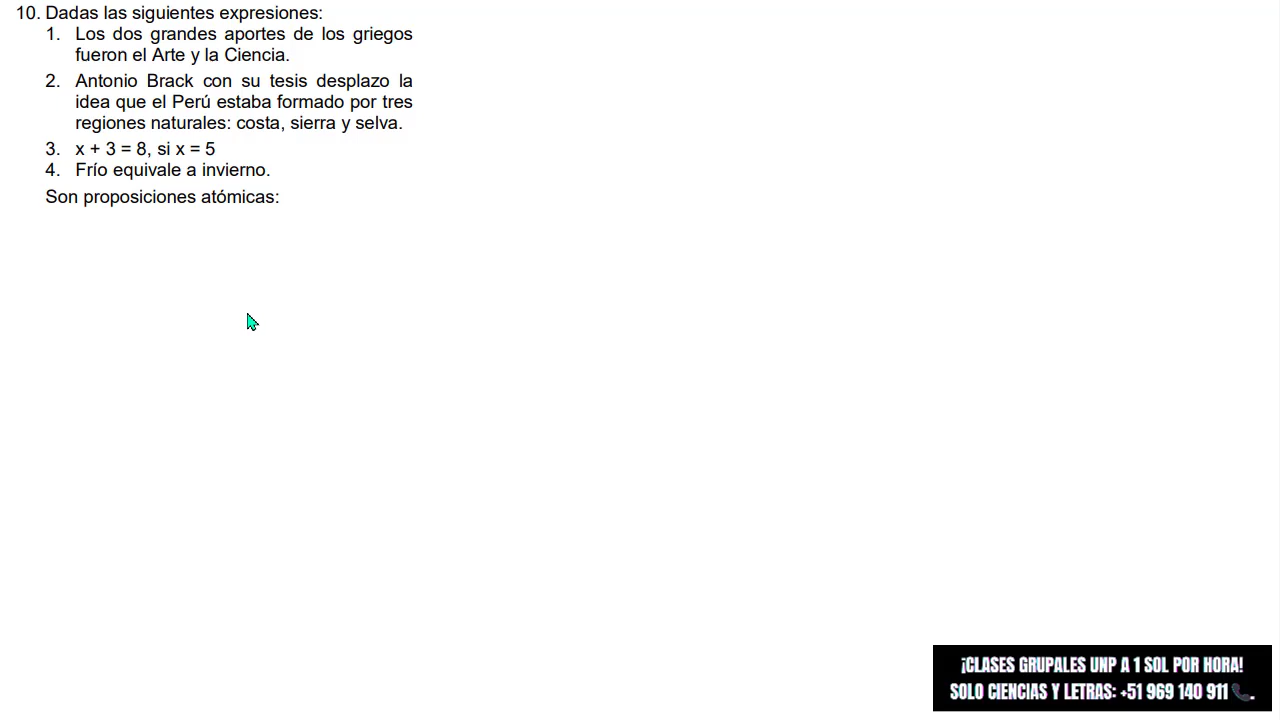 10. Dadas las siguientes expresiones:
1. Los dos grandes aportes de los griegos
fueron el Arte y la Ciencia.
2. Antonio Brack con su tesis desplazo la
idea que el Perú estaba formado por tres
regiones naturales: costa, sierra y selva.
3. x + 3 = 8, si x = 5
4. Frío equivale a invierno.
Son proposiciones atómicas:
¡CLASES GRUPALES UNP A 1 SOL POR HORA!
SOLO CIENCIAS Y LETRAS: +51 969 140 911 📞.